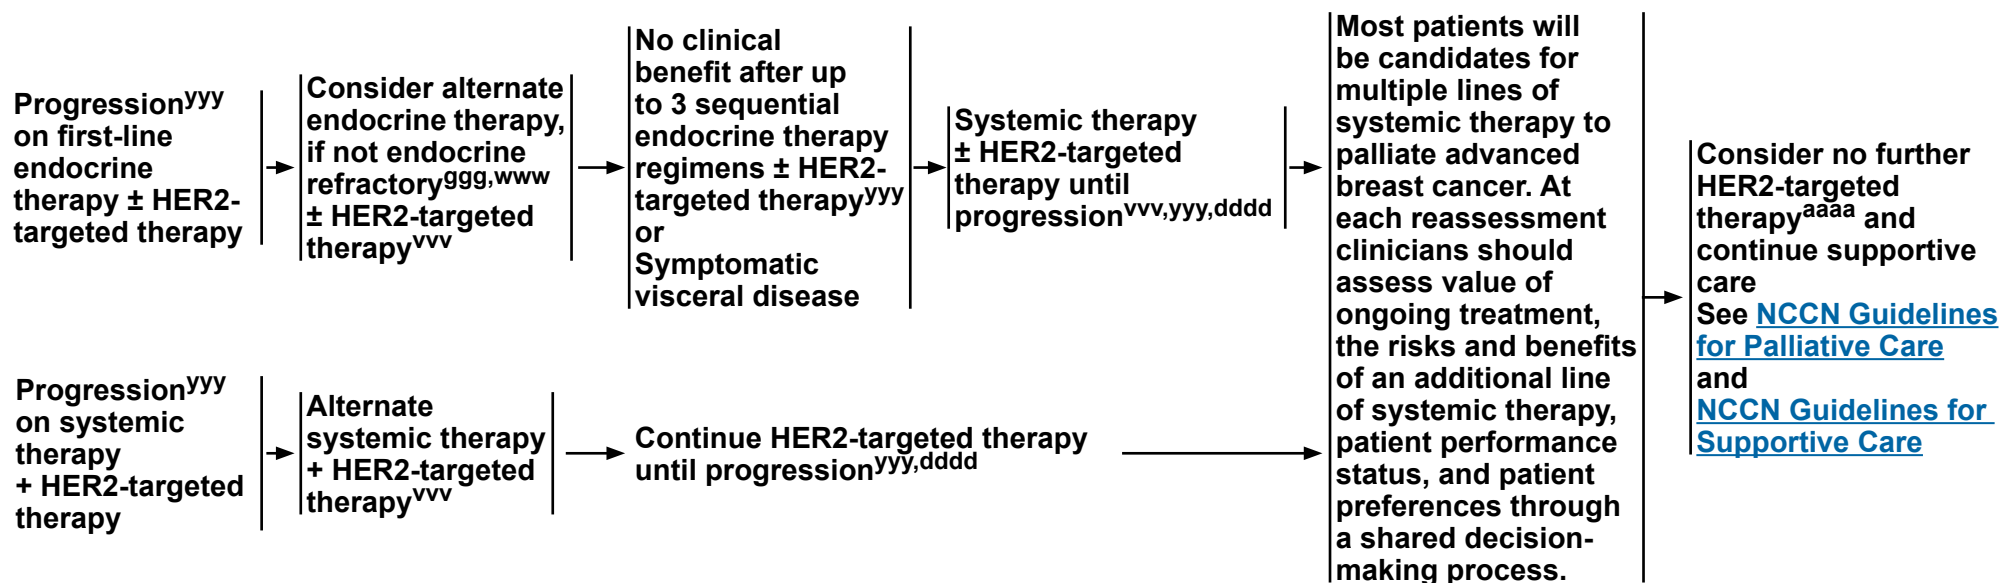 Progressionyyy
on first-line
endocrine
therapy ± HER2-
targeted therapy
Consider alternate
endocrine therapy,
if not endocrine
refractoryggg,www
± HER2-targeted
therapyvvv
No clinical
benefit after up
to 3 sequential
endocrine therapy
regimens ± HER2-
targeted therapyyyy
or
Symptomatic
visceral disease
Systemic therapy
± HER2-targeted
therapy until
progressionvvv,yyy,dddd
Progressionyyy
on systemic
therapy
+ HER2-targeted
therapy
Alternate
systemic therapy
+ HER2-targeted
therapyvvv
Continue HER2-targeted therapy
until progressionyyy,dddd
Most patients will
be candidates for
multiple lines of
systemic therapy to
palliate advanced
breast cancer. At
each reassessment
clinicians should
assess value of
ongoing treatment,
the risks and benefits
of an additional line
of systemic therapy,
patient performance
status, and patient
preferences through
a shared decision-
making process.
Consider no further
HER2-targeted
therapyaaaa and
continue supportive
care
See NCCN Guidelines
for Palliative Care
and
NCCN Guidelines for
Supportive Care